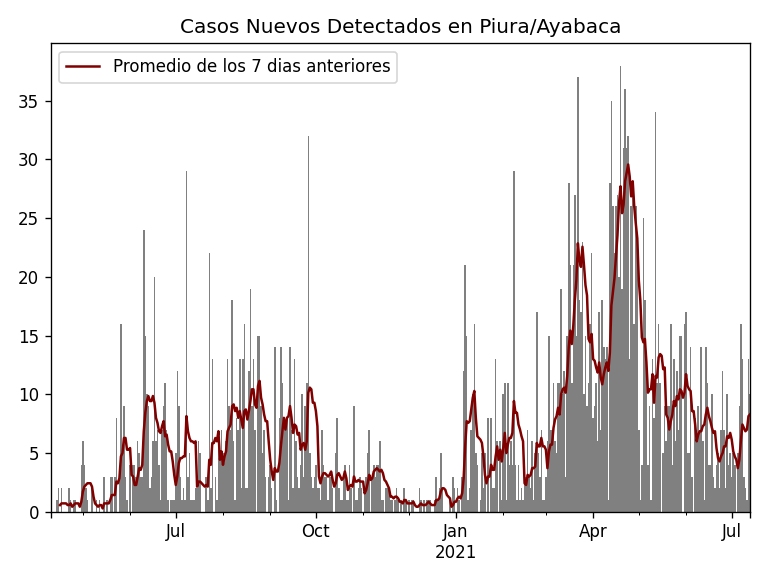 Casos Nuevos Detectados en Piura/Ayabaca
Promedio de los 7 dias anteriores
35
30
25
20
15
10
5
0
Jul
Oct
Jan
2021
Apr
Jul